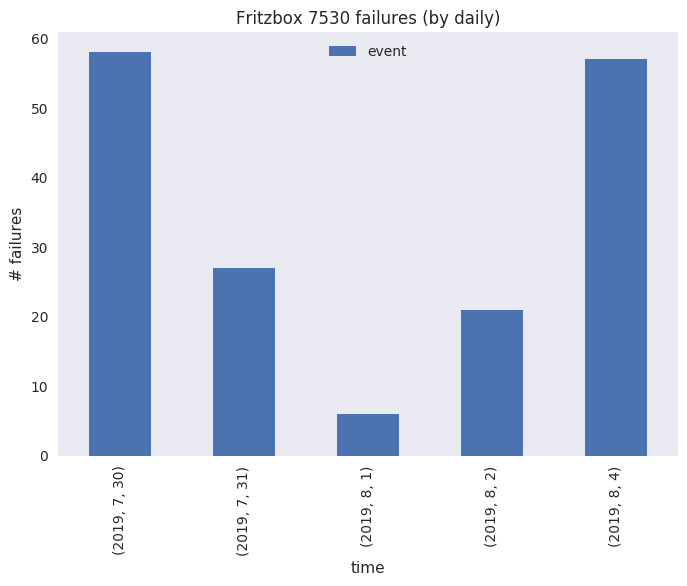 Fritzbox 7530 failures (by daily)
event
# failures
60
50
40
30
20
10
0
(2019, 7, 30)
(2019, 7, 31)
(2019, 8, 1)
(2019, 8, 2)
(2019, 8, 4)
time